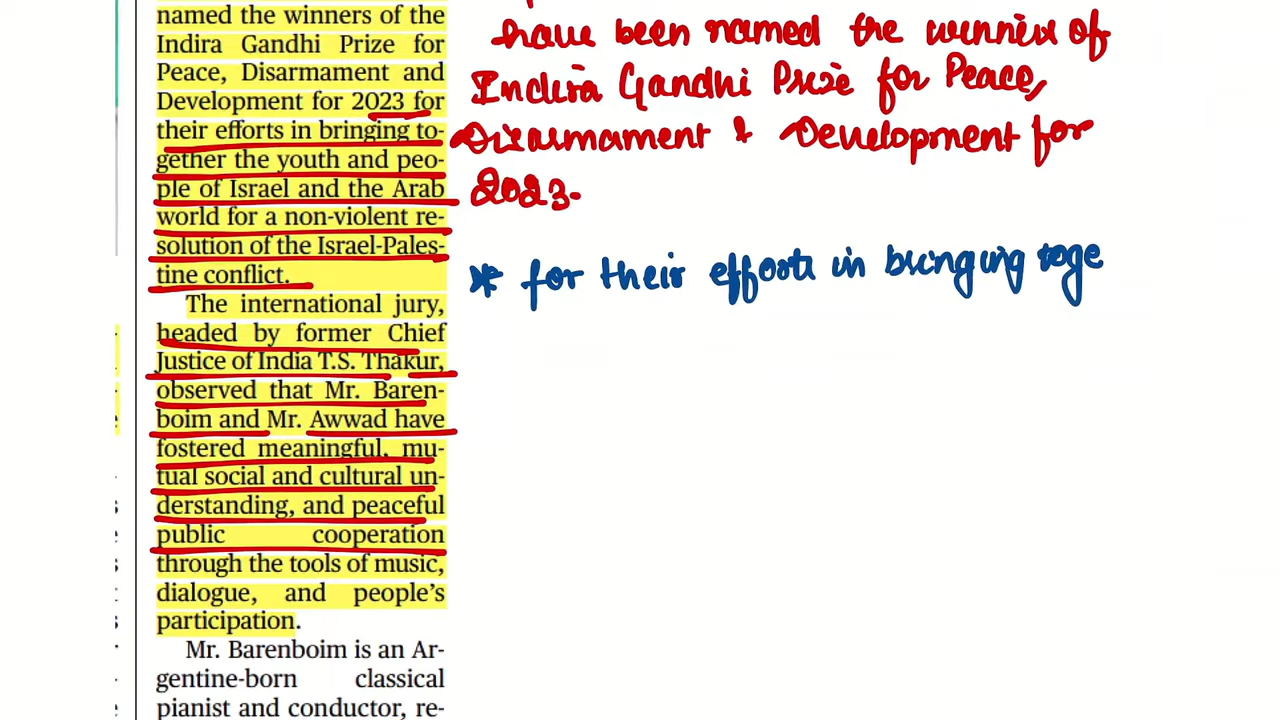 named the winners of the
Indira Gandhi Prize for
Peace, Disarmament and
Development for 2023 for
their efforts in bringing to-
gether the youth and peo-
ple of Israel and the Arab
world for a non-violent re-
solution of the Israel-Pales-
tine conflict.
The international jury,
headed by former Chief
Justice of India T.S. Thakur,
observed that Mr. Baren-
boim and Mr. Awwad have
fostered meaningful, mu-
tual social and cultural un-
derstanding, and peaceful
public cooperation
through the tools of music,
dialogue, and people's
participation.
Mr. Barenboim is an Ar-
gentine-born classical
pianist and conductor, re-
have been named the winner of
Indira Gandhi Prize for Peace,
Disarmament & Development for
2023.
* for their efforts in bringing toge